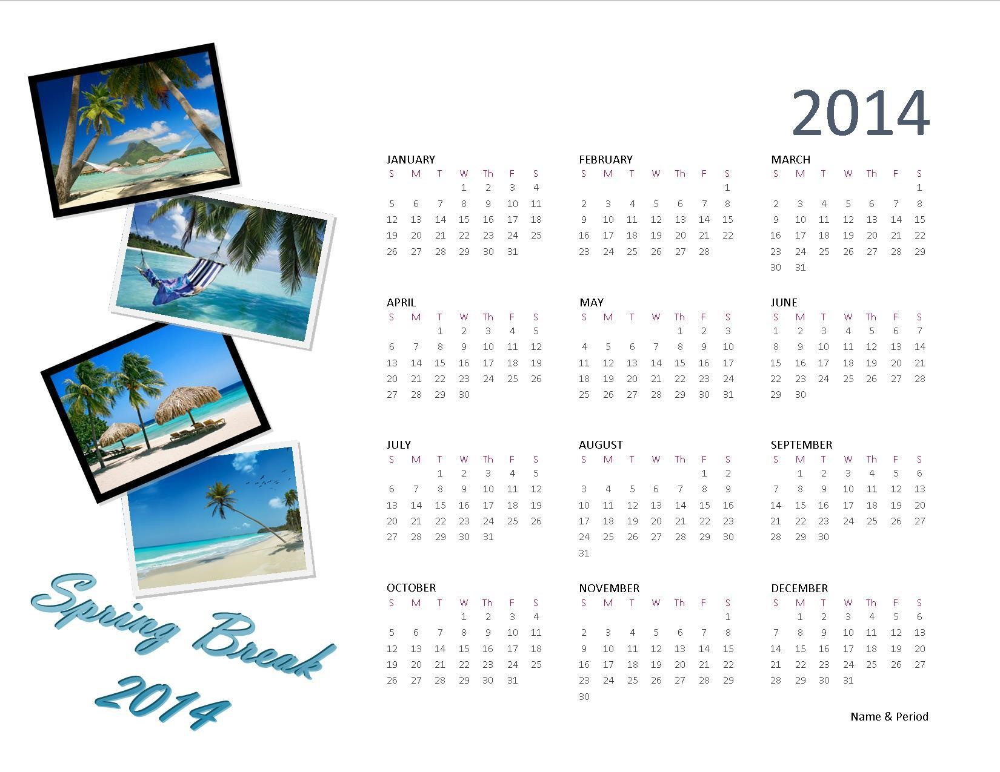 2014
JANUARY FEBRUARY MARCH
S M T W Th F S S M T W Th F S S M T W Th F S
1 2 3 4 1 1
5 6 7 8 9 10 11 2 3 4 5 6 7 8 2 3 4 5 6 7 8
12 13 14 15 16 17 18 9 10 11 12 13 14 15 9 10 11 12 13 14 15
19 20 21 22 23 24 25 16 17 18 19 20 21 22 16 17 18 19 20 21 22
26 27 28 29 30 31 23 24 25 26 27 28 23 24 25 26 27 28 29
30 31
APRIL MAY JUNE
S M T W Th F S S M T W Th F S S M T W Th F S
1 2 3 4 5 1 2 3 1 2 3 4 5 6 7
6 7 8 9 10 11 12 4 5 6 7 8 9 10 8 9 10 11 12 13 14
13 14 15 16 17 18 19 11 12 13 14 15 16 17 15 16 17 18 19 20 21
20 21 22 23 24 25 26 18 19 20 21 22 23 24 22 23 24 25 26 27 28
27 28 29 30 25 26 27 28 29 30 31 29 30
JULY AUGUST SEPTEMBER
S M T W Th F S S M T W Th F S S M T W Th F S
1 2 3 4 5 1 2 1 2 3 4 5 6
6 7 8 9 10 11 12 3 4 5 6 7 8 9 7 8 9 10 11 12 13
13 14 15 16 17 18 19 10 11 12 13 14 15 16 14 15 16 17 18 19 20
20 21 22 23 24 25 26 17 18 19 20 21 22 23 21 22 23 24 25 26 27
27 28 29 30 31 24 25 26 27 28 29 30 28 29 30
31
OCTOBER NOVEMBER DECEMBER
S M T W Th F S S M T W Th F S S M T W Th F S
1 2 3 4 1 1 2 3 4 5 6
5 6 7 8 9 10 11 2 3 4 5 6 7 8 7 8 9 10 11 12 13
12 13 14 15 16 17 18 9 10 11 12 13 14 15 14 15 16 17 18 19 20
19 20 21 22 23 24 25 16 17 18 19 20 21 22 21 22 23 24 25 26 27
26 27 28 29 30 31 23 24 25 26 27 28 29 28 29 30 31
30
Spring Break
2014
Name & Period